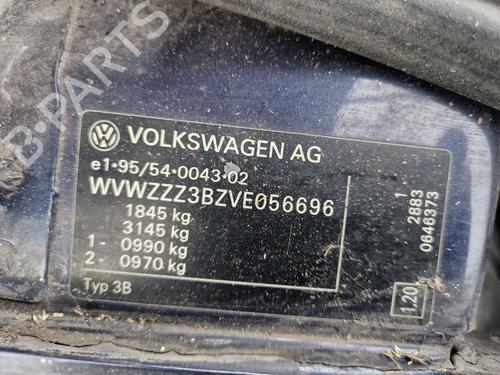 B-PARTS
VOLKSWAGEN AG
e1*95/54*0043*02
WVWZZZ3BZVE056696
1845 kg
3145 kg
1- 0990 kg
2- 0970 kg
Typ 3B
1
2883
0646373
1.20